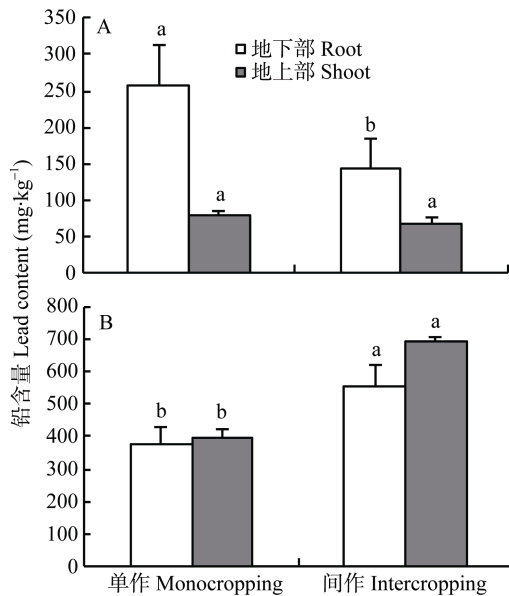 350
300
250
200
150
100
50
0
A
a
a
b
a
地下部 Root
地上部 Shoot
铅含量 Lead content (mg·kg⁻¹)
800
700
600
500
400
300
200
100
0
B
b
b
a
a
单作 Monocropping
间作 Intercropping